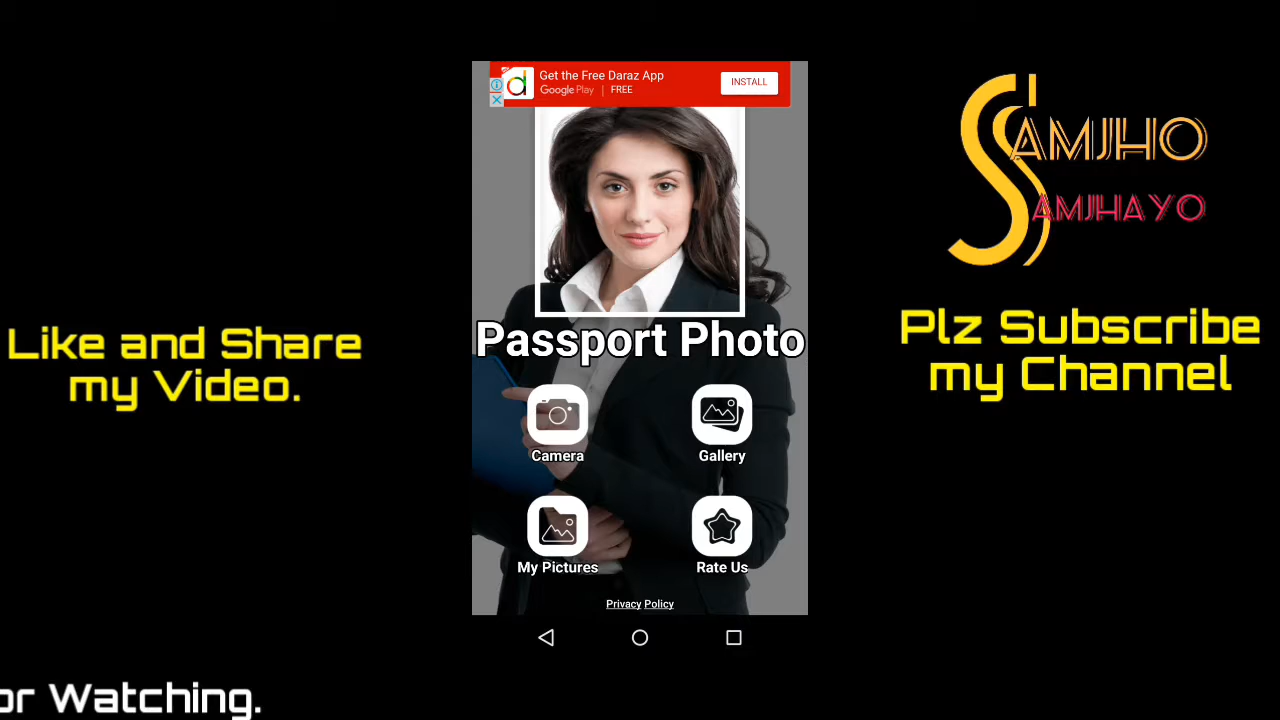 Get the Free Daraz App
Google Play | FREE
INSTALL
SAMJHO
SAMJHAYO
Like and Share
my Video.
Plz Subscribe
my Channel
Passport Photo
Camera
Gallery
My Pictures
Rate Us
Privacy Policy
or Watching.